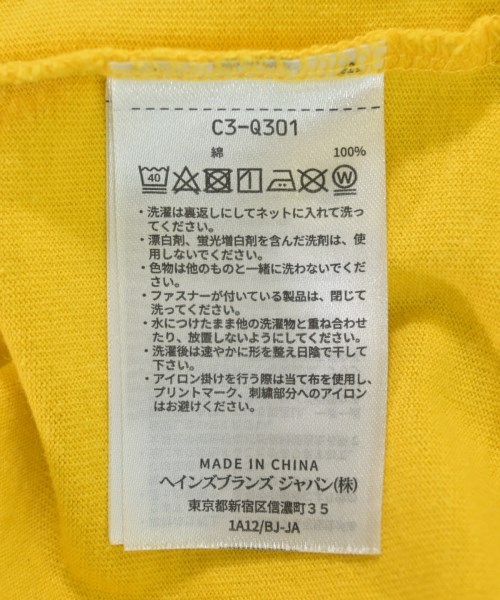 C3-Q301
綿 100%
40
W
・洗濯は裏返しにしてネットに入れて洗っ
てください。
・漂白剤、蛍光増白剤を含んだ洗剤は、使
用しないでください。
・色物は他のものと一緒に洗わないでくだ
さい。
・ファスナーが付いている製品は、閉じて
洗ってください。
・水につけたまま他の洗濯物と重ね合わせ
たり、放置しないようにしてください。
・洗濯後は速やかに形を整え日陰で干して
下さい。
・アイロン掛けを行う際は当て布を使用し、
プリントマーク、刺繍部分へのアイロン
はお避けください。
MADE IN CHINA
ヘインズブランズ ジャパン(株)
東京都新宿区信濃町35
1A12/BJ-JA